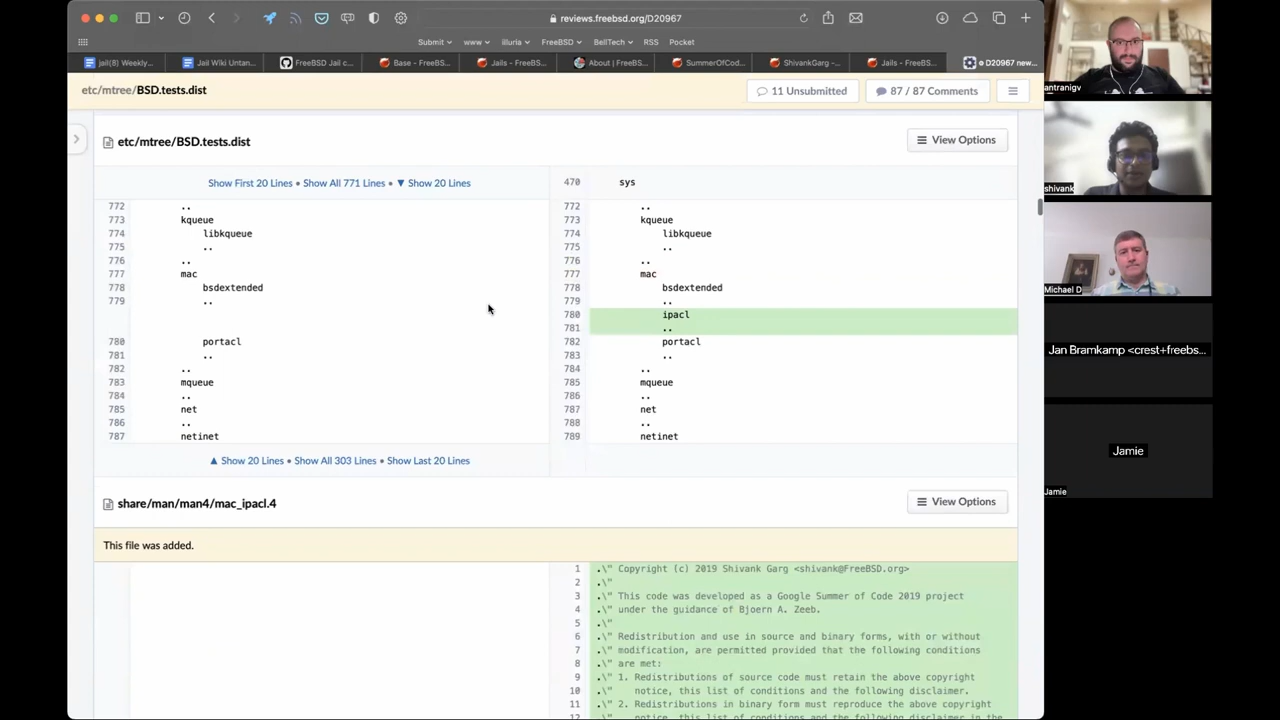 reviews.freebsd.org/D20967
Submit www illuria FreeBSD BellTech RSS Pocket
jail(8) Weekly... Jail Wiki Untan... FreeBSD Jail c... Base - FreeBS... Jails - FreeBS... About | FreeBS... SummerOfCod... ShivankGarg -... Jails - FreeBS... D20967 new...
etc/mtree/BSD.tests.dist
11 Unsubmitted
87 / 87 Comments
etc/mtree/BSD.tests.dist
View Options
Show First 20 Lines • Show All 771 Lines • ▼ Show 20 Lines
470 sys
772 .. 772 ..
773 kqueue 773 kqueue
774 libkqueue 774 libkqueue
775 .. 775 ..
776 .. 776 ..
777 mac 777 mac
778 bsdextended 778 bsdextended
779 .. 779 ..
780 ipacl
781 ..
780 portacl 782 portacl
781 .. 783 ..
782 .. 784 ..
783 mqueue 785 mqueue
784 .. 786 ..
785 net 787 net
786 .. 788 ..
787 netinet 789 netinet
▲ Show 20 Lines • Show All 303 Lines • Show Last 20 Lines
share/man/man4/mac_ipacl.4
View Options
This file was added.
1 .\" Copyright (c) 2019 Shivank Garg <shivank@FreeBSD.org>
2 .\"
3 .\" This code was developed as a Google Summer of Code 2019 project
4 .\" under the guidance of Bjoern A. Zeeb.
5 .\"
6 .\" Redistribution and use in source and binary forms, with or without
7 .\" modification, are permitted provided that the following conditions
8 .\" are met:
9 .\" 1. Redistributions of source code must retain the above copyright
10 .\" notice, this list of conditions and the following disclaimer.
11 .\" 2. Redistributions in binary form must reproduce the above copyright
12 .\" notice, this list of conditions and the following disclaimer in the
antranigv
shivank
Michael D
Jan Bramkamp <crest+freebs...
Jamie
Jamie